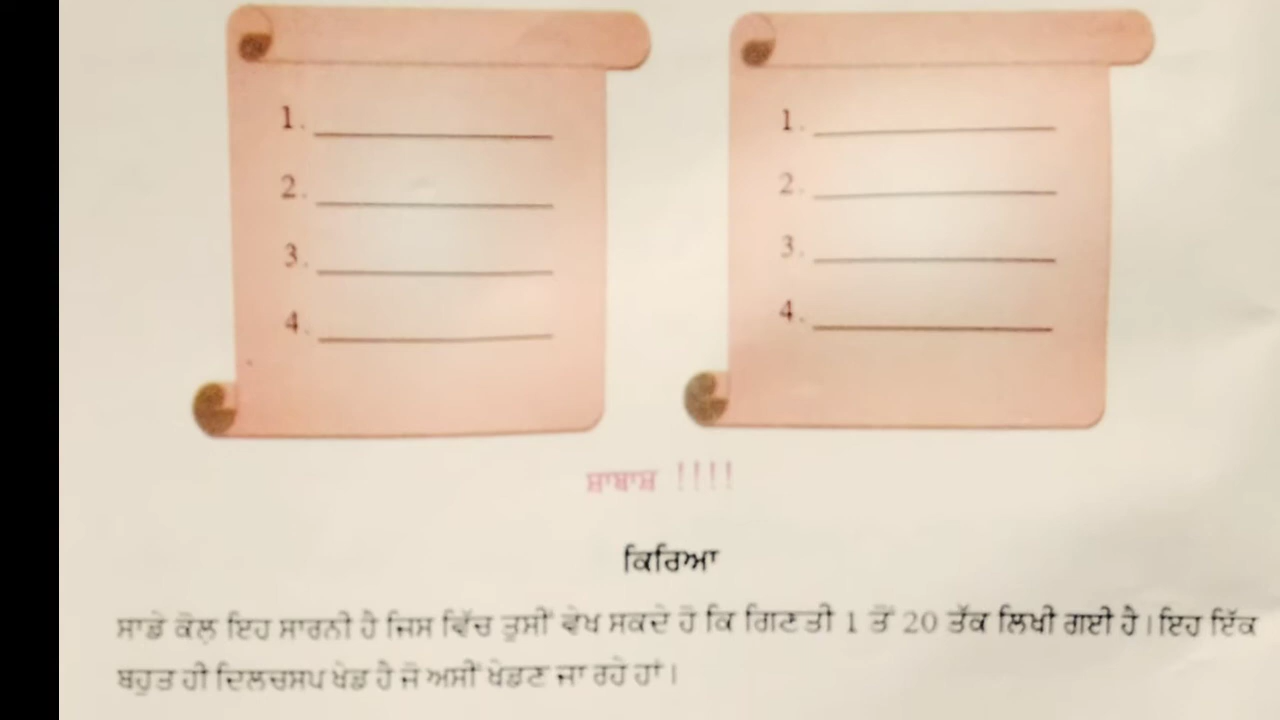 1. 
2. 
3. 
4. 
1. 
2. 
3. 
4. 
ਸ਼ਾਬਾਸ਼ !!!!
ਕਿਰਿਆ
ਸਾਡੇ ਕੋਲ਼ ਇਹ ਸਾਰਨੀ ਹੈ ਜਿਸ ਵਿੱਚ ਤੁਸੀਂ ਵੇਖ ਸਕਦੇ ਹੋ ਕਿ ਗਿਣਤੀ 1 ਤੋਂ 20 ਤੱਕ ਲਿਖੀ ਗਈ ਹੈ। ਇਹ ਇੱਕ
ਬਹੁਤ ਹੀ ਦਿਲਚਸਪ ਖੇਡ ਹੈ ਜੋ ਅਸੀਂ ਖੇਡਣ ਜਾ ਰਹੇ ਹਾਂ।